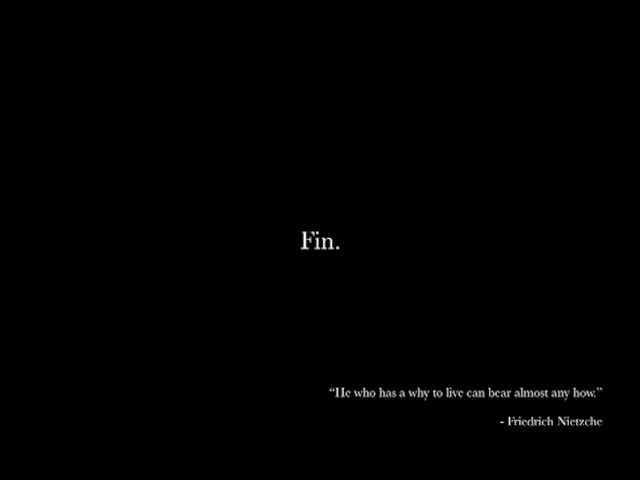 Fin.
“He who has a why to live can bear almost any how.”
- Friedrich Nietzche